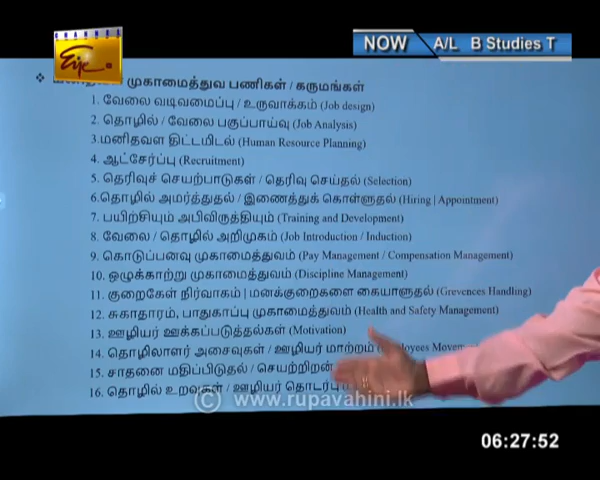 CHANNEL
Eye
NOW A/L B Studies T
❖ முகாமைத்துவ பணிகள் / கருமங்கள்
1. வேலை வடிவமைப்பு / உருவாக்கம் (Job design)
2. தொழில் / வேலை பகுப்பாய்வு (Job Analysis)
3.மனிதவள திட்டமிடல் (Human Resource Planning)
4. ஆட்சேர்ப்பு (Recruitment)
5. தெரிவுச் செயற்பாடுகள் / தெரிவு செய்தல் (Selection)
6.தொழில் அமர்த்துதல் / இணைத்துக் கொள்ளுதல் (Hiring | Appointment)
7. பயிற்சியும் அபிவிருத்தியும் (Training and Development)
8. வேலை / தொழில் அறிமுகம் (Job Introduction / Induction)
9. கொடுப்பனவு முகாமைத்துவம் (Pay Management / Compensation Management)
10. ஒழுக்காற்று முகாமைத்துவம் (Discipline Management)
11. குறைகேள் நிர்வாகம் | மனக்குறைகளை கையாளுதல் (Grevences Handling)
12. சுகாதாரம், பாதுகாப்பு முகாமைத்துவம் (Health and Safety Management)
13. ஊழியர் ஊக்கப்படுத்தல்கள் (Motivation)
14. தொழிலாளர் அசைவுகள் / ஊழியர் மாற்றம்
15. சாதனை மதிப்பிடுதல் / செயற்றிறன்
16. தொழில் உறவுகள் / ஊழியர் தொடர்பு
© www.rupavahini.lk
06:27:52